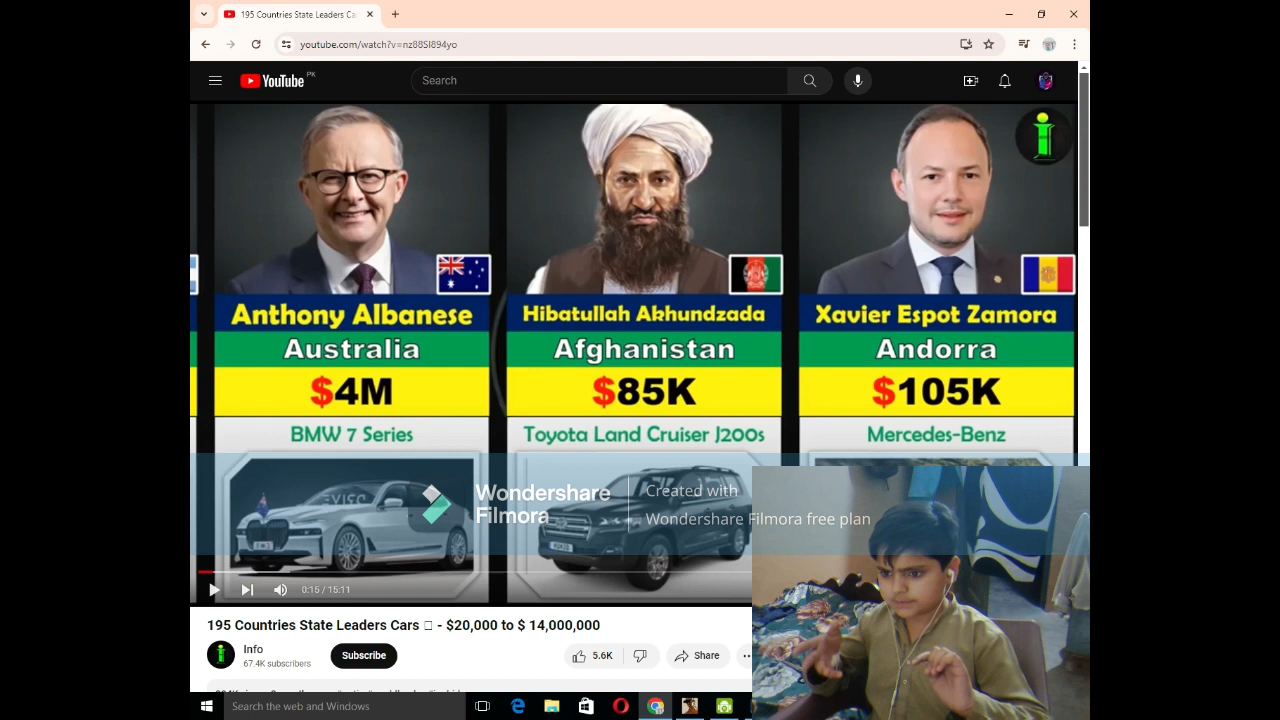 195 Countries State Leaders Ca
youtube.com/watch?v=nz88Sl894yo
YouTube PK
Search
Anthony Albanese
Australia
$4M
BMW 7 Series
Hibatullah Akhundzada
Afghanistan
$85K
Toyota Land Cruiser J200s
Xavier Espot Zamora
Andorra
$105K
Mercedes-Benz
Wondershare
Filmora
Created with
Wondershare Filmora free plan
0:15 / 15:11
195 Countries State Leaders Cars - $20,000 to $ 14,000,000
Info
67.4K subscribers
Subscribe
5.6K
Share
Search the web and Windows